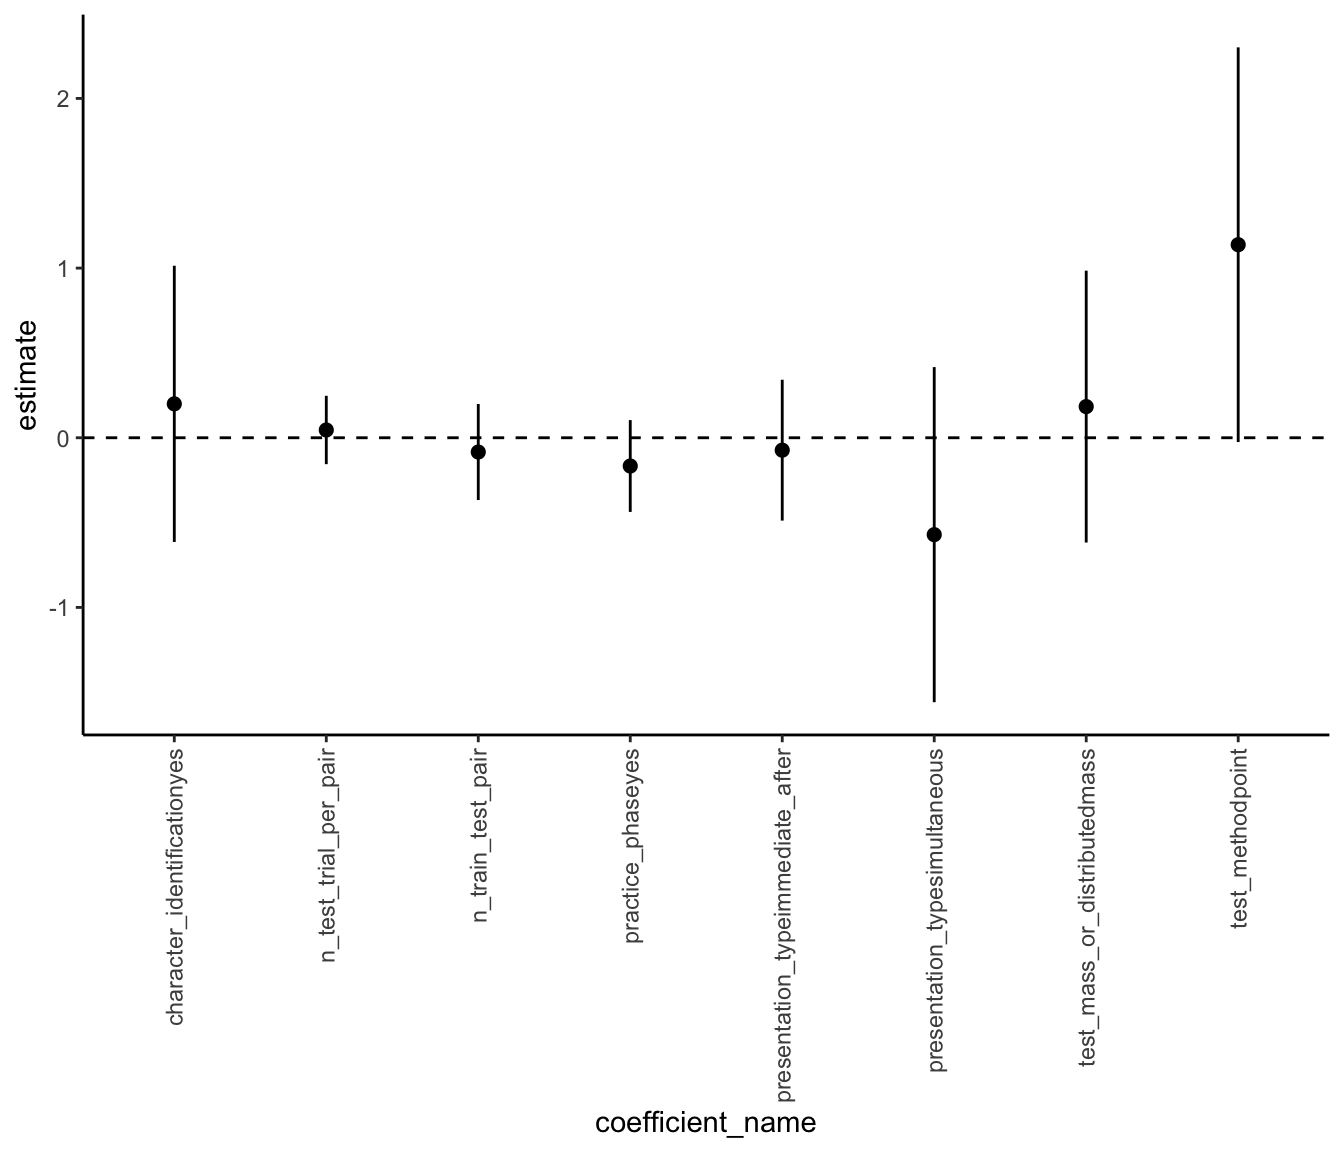 2
1
0
-1
estimate
character_identificationyes
n_test_trial_per_pair
n_train_test_pair
practice_phaseyes
presentation_typeimmediate_after
presentation_typesimultaneous
test_mass_or_distributedmass
test_methodpoint
coefficient_name